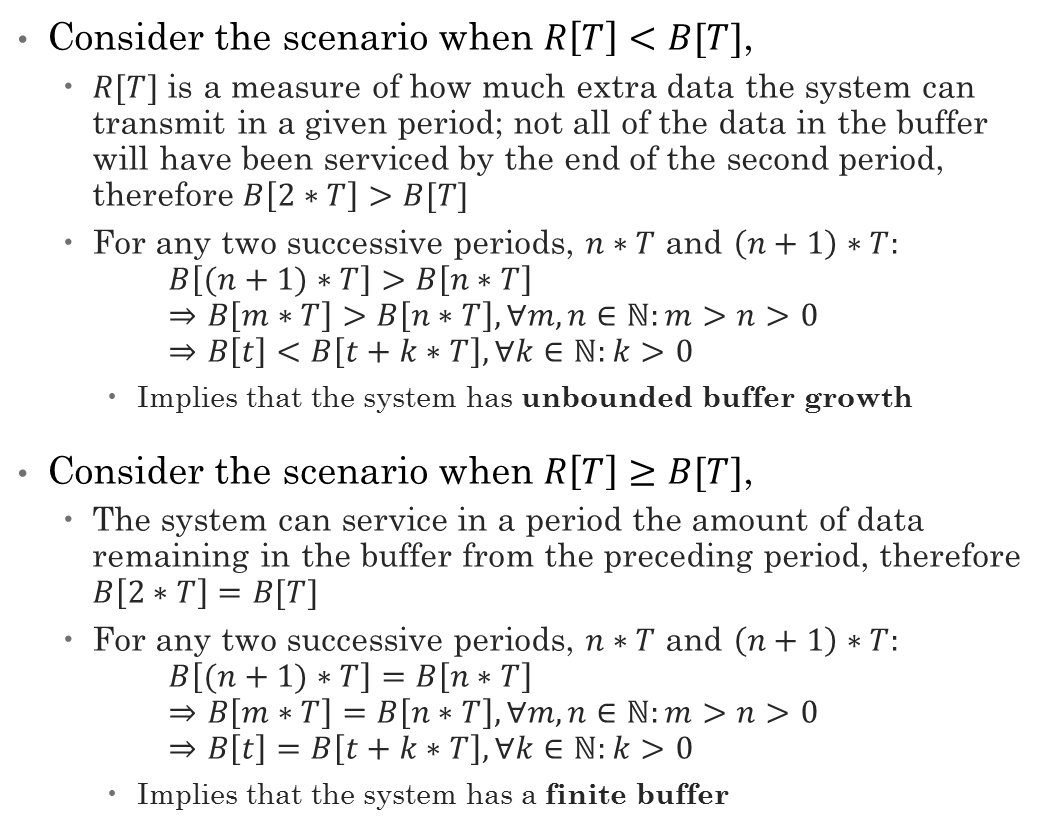 • Consider the scenario when R[T] < B[T],
• R[T] is a measure of how much extra data the system can
transmit in a given period; not all of the data in the buffer
will have been serviced by the end of the second period,
therefore B[2 ∗ T] > B[T]
• For any two successive periods, n ∗ T and (n + 1) ∗ T:
B[(n + 1) ∗ T] > B[n ∗ T]
⇒ B[m ∗ T] > B[n ∗ T], ∀m, n ∈ ℕ: m > n > 0
⇒ B[t] < B[t + k ∗ T], ∀k ∈ ℕ: k > 0
• Implies that the system has unbounded buffer growth
• Consider the scenario when R[T] ≥ B[T],
• The system can service in a period the amount of data
remaining in the buffer from the preceding period, therefore
B[2 ∗ T] = B[T]
• For any two successive periods, n ∗ T and (n + 1) ∗ T:
B[(n + 1) ∗ T] = B[n ∗ T]
⇒ B[m ∗ T] = B[n ∗ T], ∀m, n ∈ ℕ: m > n > 0
⇒ B[t] = B[t + k ∗ T], ∀k ∈ ℕ: k > 0
• Implies that the system has a finite buffer